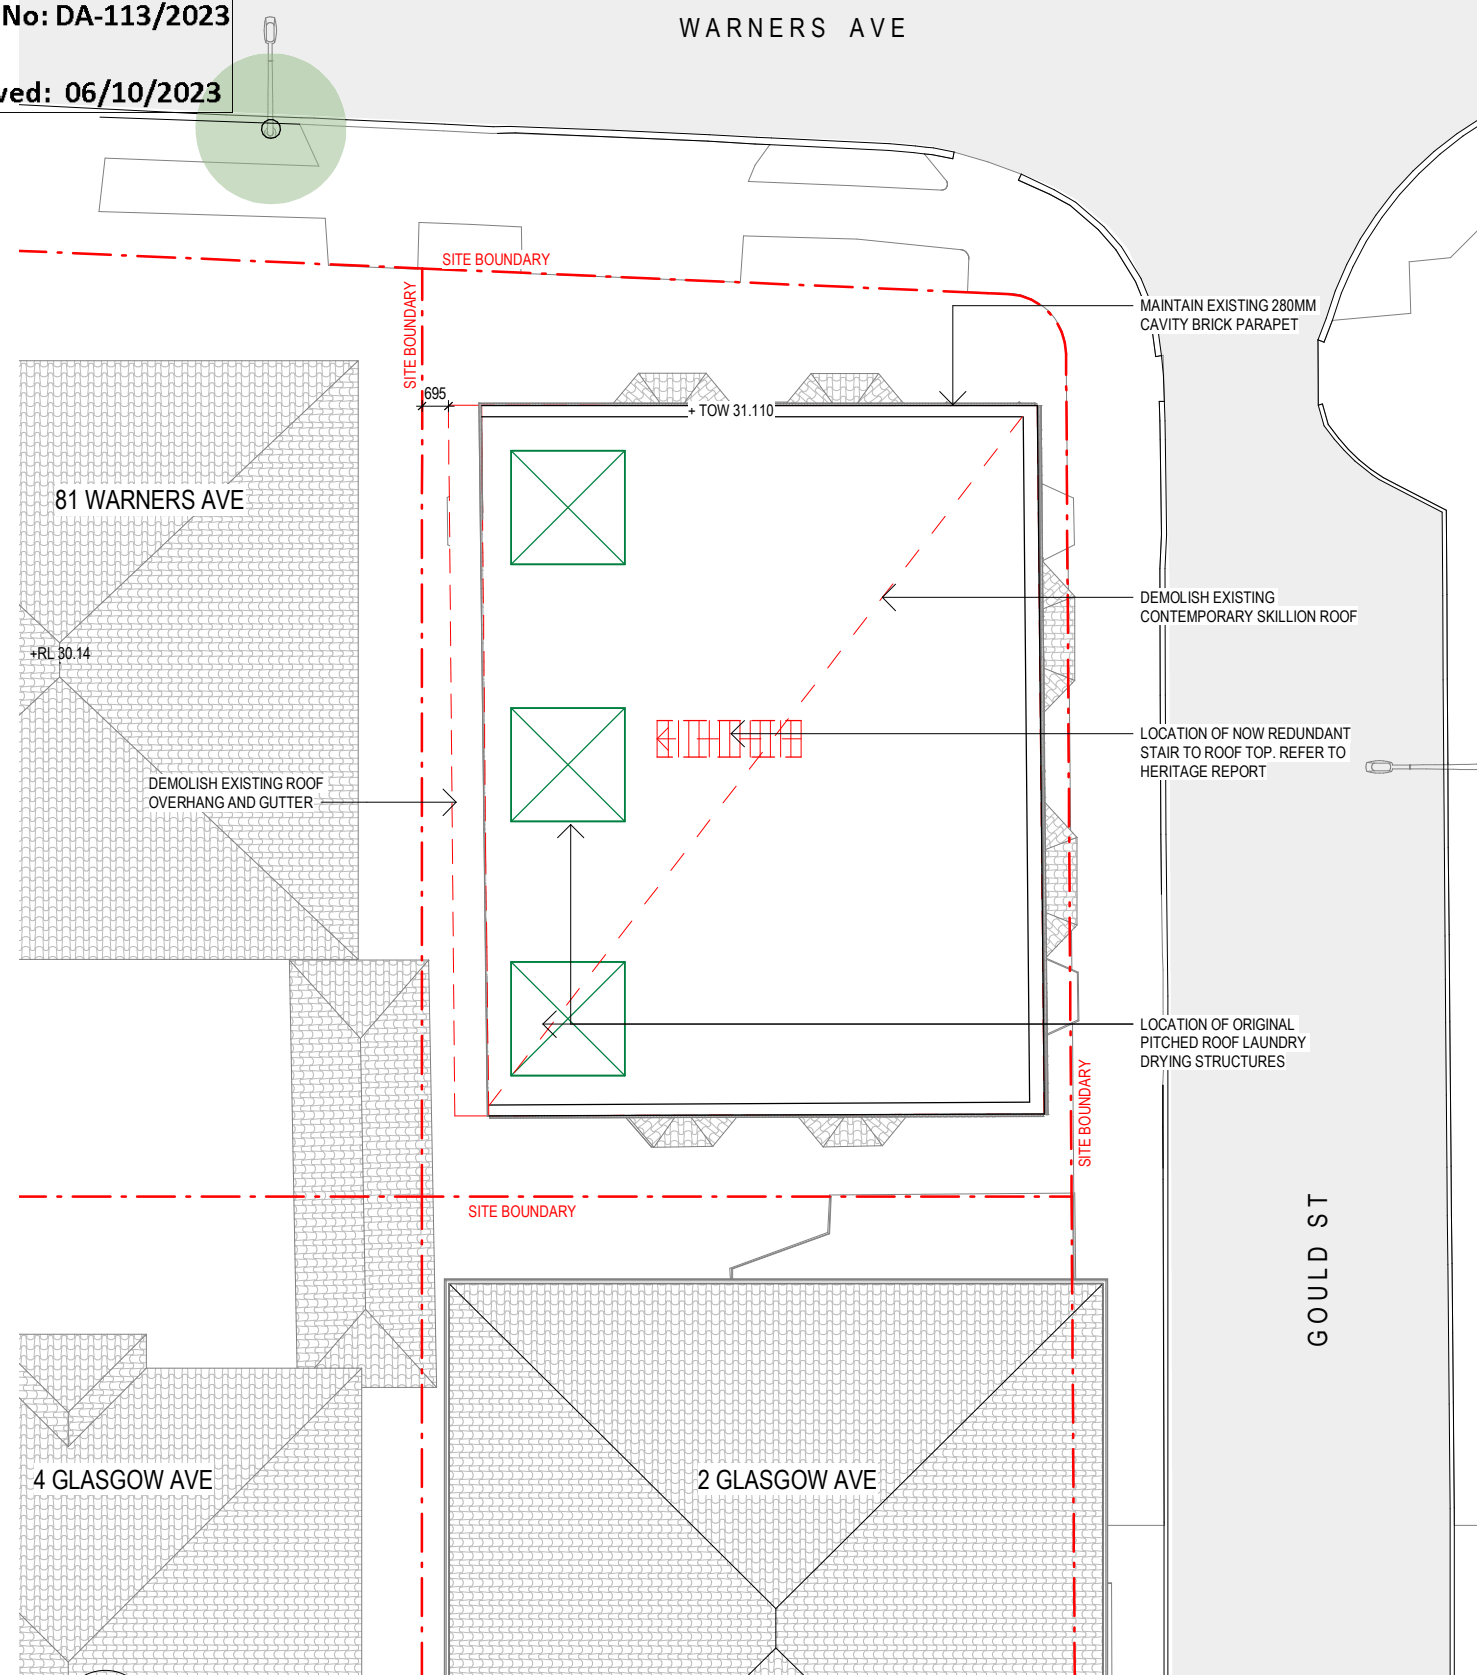 No: DA-113/2023
06/10/2023
WARNERS AVE
SITE BOUNDARY
SITE BOUNDARY
MAINTAIN EXISTING 280MM
CAVITY BRICK PARAPET
695
+ TOW 31.110
81 WARNERS AVE
DEMOLISH EXISTING
CONTEMPORARY SKILLION ROOF
+RL 30.14
LOCATION OF NOW REDUNDANT
STAIR TO ROOF TOP. REFER TO
HERITAGE REPORT
DEMOLISH EXISTING ROOF
OVERHANG AND GUTTER
LOCATION OF ORIGINAL
PITCHED ROOF LAUNDRY
DRYING STRUCTURES
SITE BOUNDARY
SITE BOUNDARY
GOULD ST
4 GLASGOW AVE
2 GLASGOW AVE